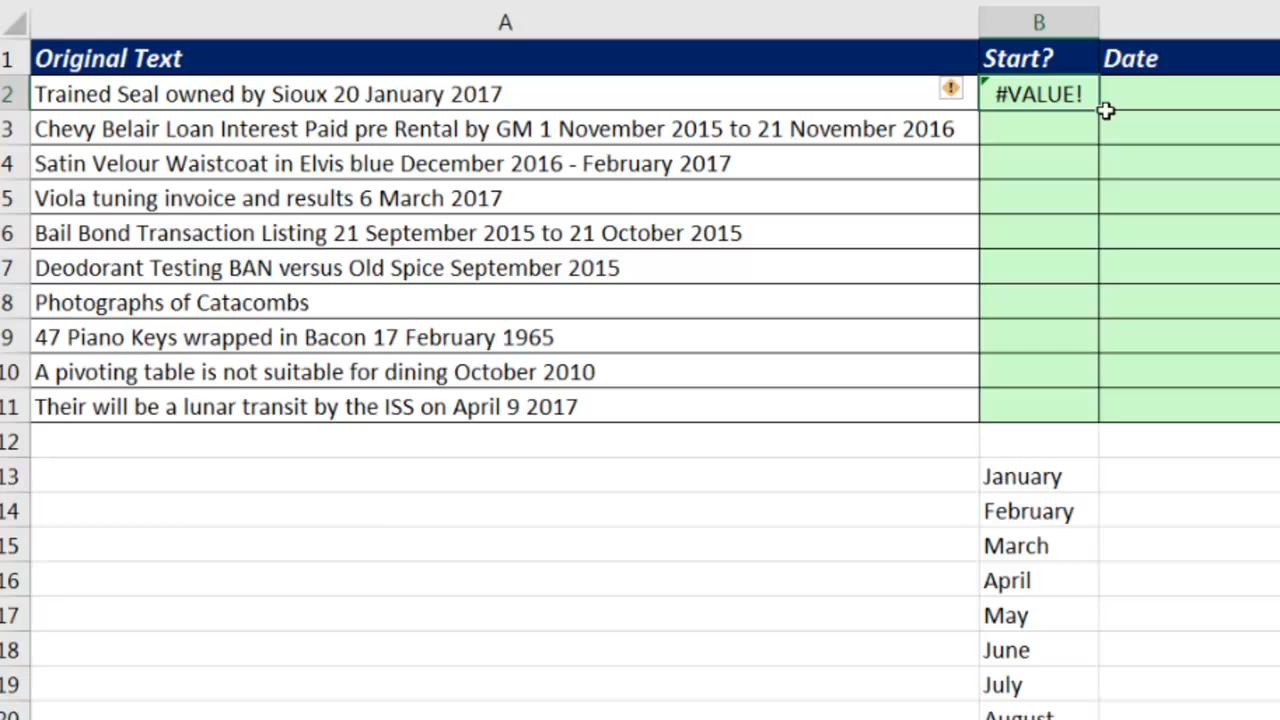 A B
1 Original Text Start? Date
2 Trained Seal owned by Sioux 20 January 2017 #VALUE!
3 Chevy Belair Loan Interest Paid pre Rental by GM 1 November 2015 to 21 November 2016
4 Satin Velour Waistcoat in Elvis blue December 2016 - February 2017
5 Viola tuning invoice and results 6 March 2017
6 Bail Bond Transaction Listing 21 September 2015 to 21 October 2015
7 Deodorant Testing BAN versus Old Spice September 2015
8 Photographs of Catacombs
9 47 Piano Keys wrapped in Bacon 17 February 1965
10 A pivoting table is not suitable for dining October 2010
11 Their will be a lunar transit by the ISS on April 9 2017
12
13 January
14 February
15 March
16 April
17 May
18 June
19 July
20 August